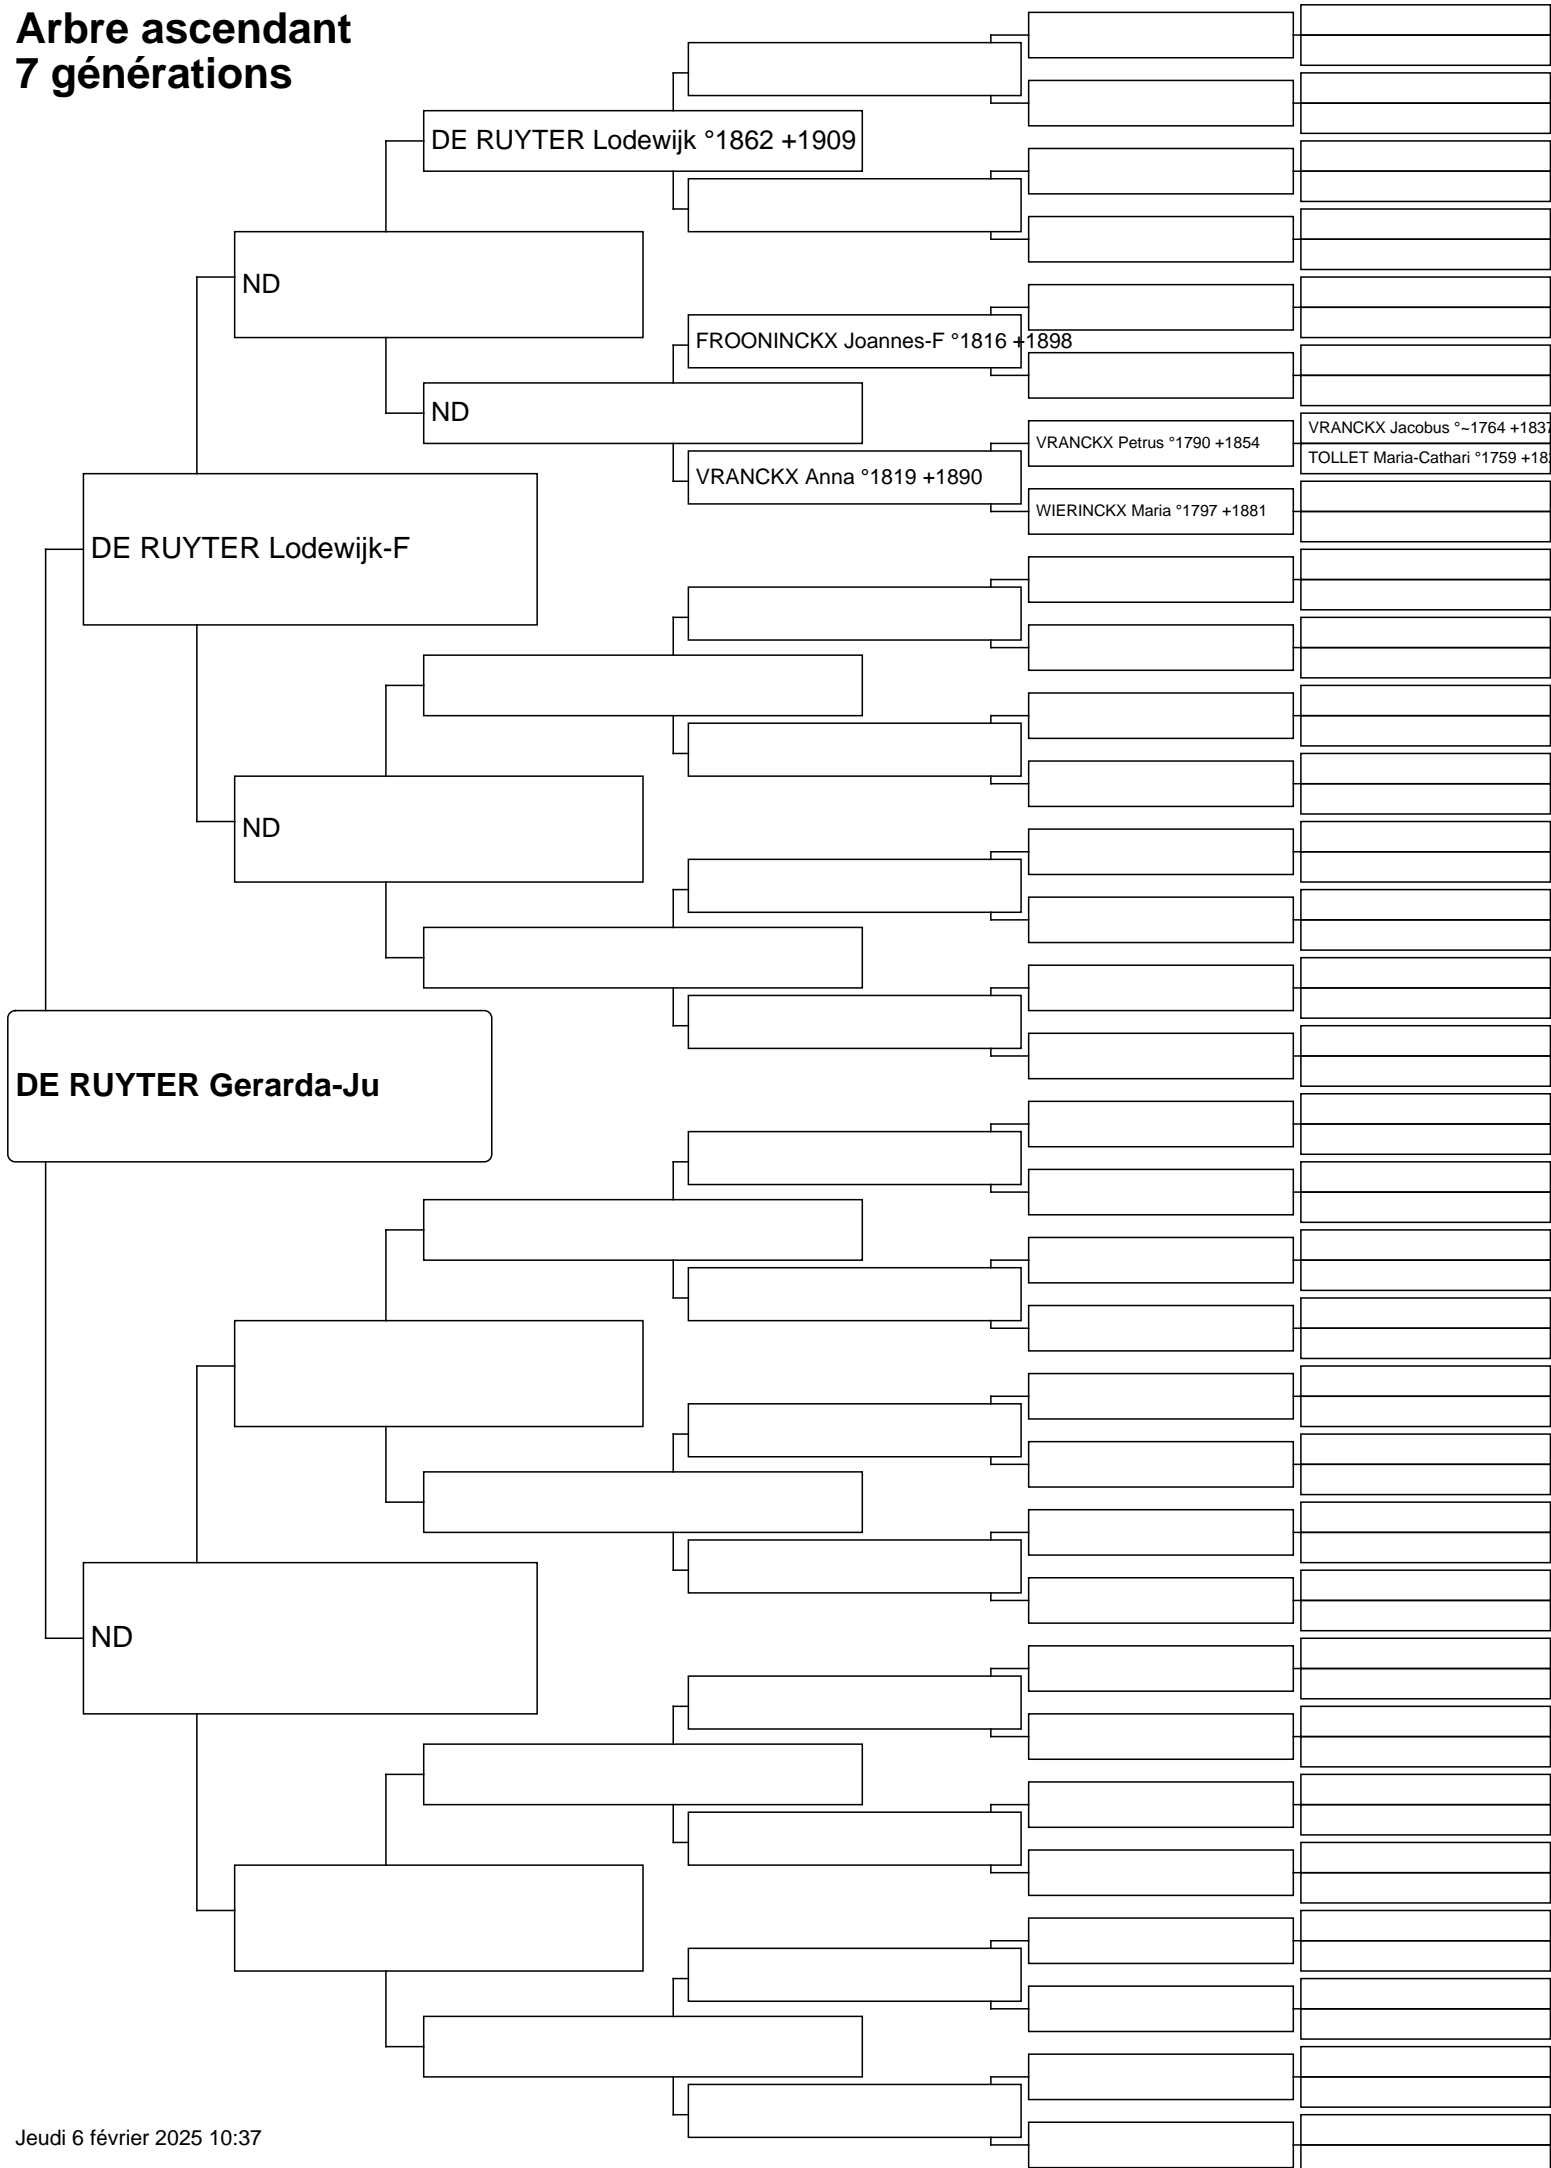 Arbre ascendant
7 générations
DE RUYTER Lodewijk °1862 +1909
ND
FROONINCKX Joannes-F °1816 +1898
ND
VRANCKX Jacobus °~1764 +1837
VRANCKX Petrus °1790 +1854
TOLLET Maria-Cathari °1759 +18
VRANCKX Anna °1819 +1890
WIERINCKX Maria °1797 +1881
DE RUYTER Lodewijk-F
ND
DE RUYTER Gerarda-Ju
ND
Jeudi 6 février 2025 10:37